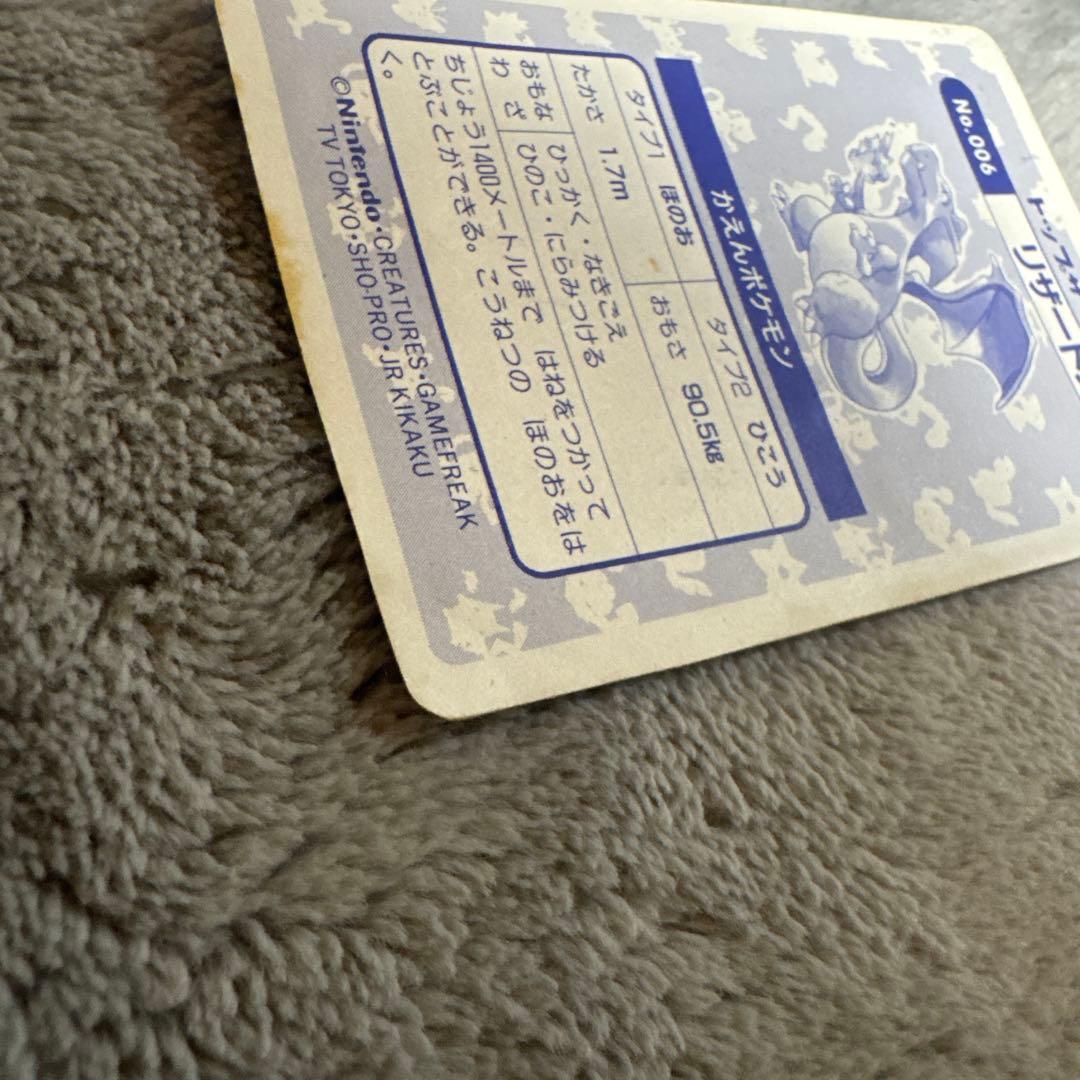 No.006
トップサ
リザード
かえんポケモン
タイプ1 ほのお タイプ2 ひこう
たかさ 1.7m おもさ 90.5kg
おもな わざ
ひっかく・なきごえ
ひのこ・にらみつける
ちじょう1400メートルまで はねをつかって
とぶことができる。こうねつの ほのおをは
く。
©Nintendo・CREATURES・GAMEFREAK
TV TOKYO・SHO-PRO・JR KIKAKU